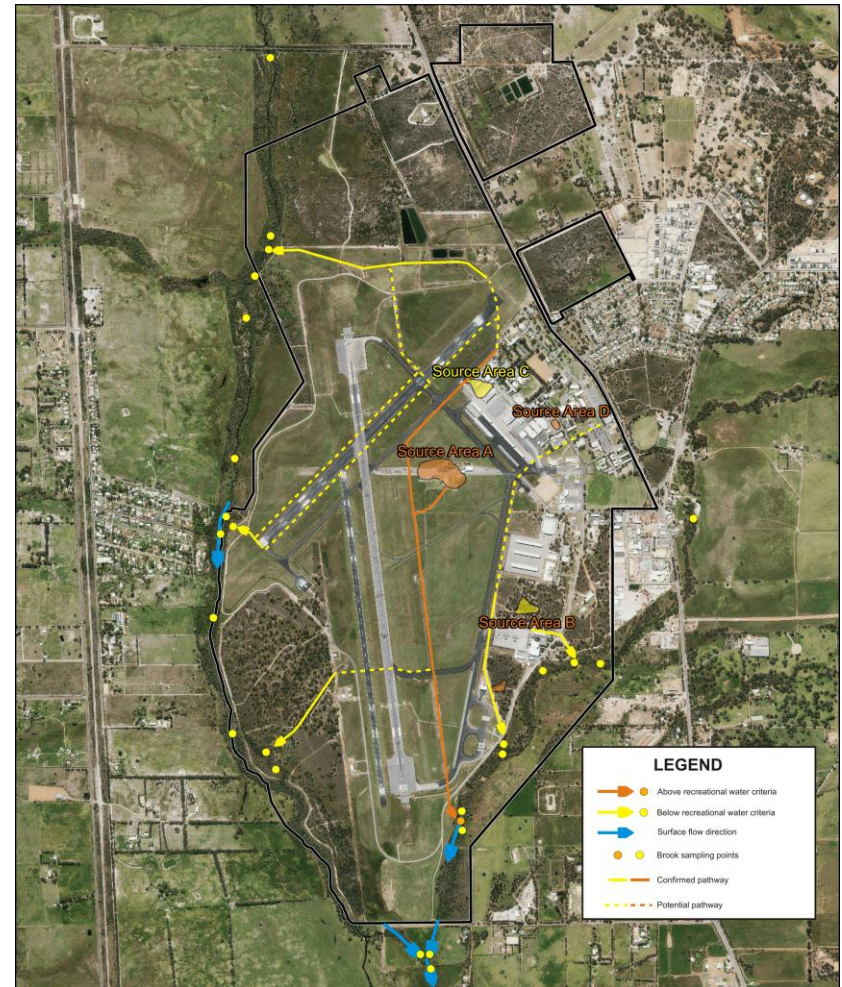 Source Area C
Source Area D
Source Area A
Source Area B
LEGEND
Above recreational water criteria
Below recreational water criteria
Surface flow direction
Brook sampling points
Confirmed pathway
Potential pathway